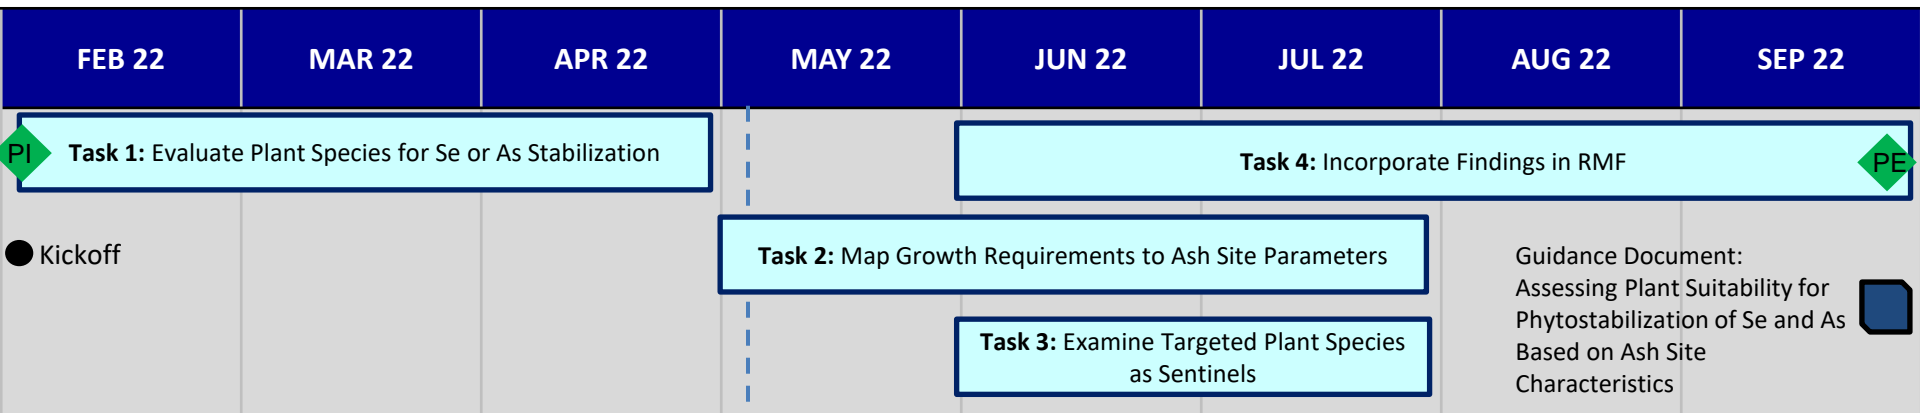 FEB 22 MAR 22 APR 22 MAY 22 JUN 22 JUL 22 AUG 22 SEP 22
PI
Task 1: Evaluate Plant Species for Se or As Stabilization
Task 4: Incorporate Findings in RMF
PE
Kickoff
Task 2: Map Growth Requirements to Ash Site Parameters
Task 3: Examine Targeted Plant Species
as Sentinels
Guidance Document:
Assessing Plant Suitability for
Phytostabilization of Se and As
Based on Ash Site
Characteristics